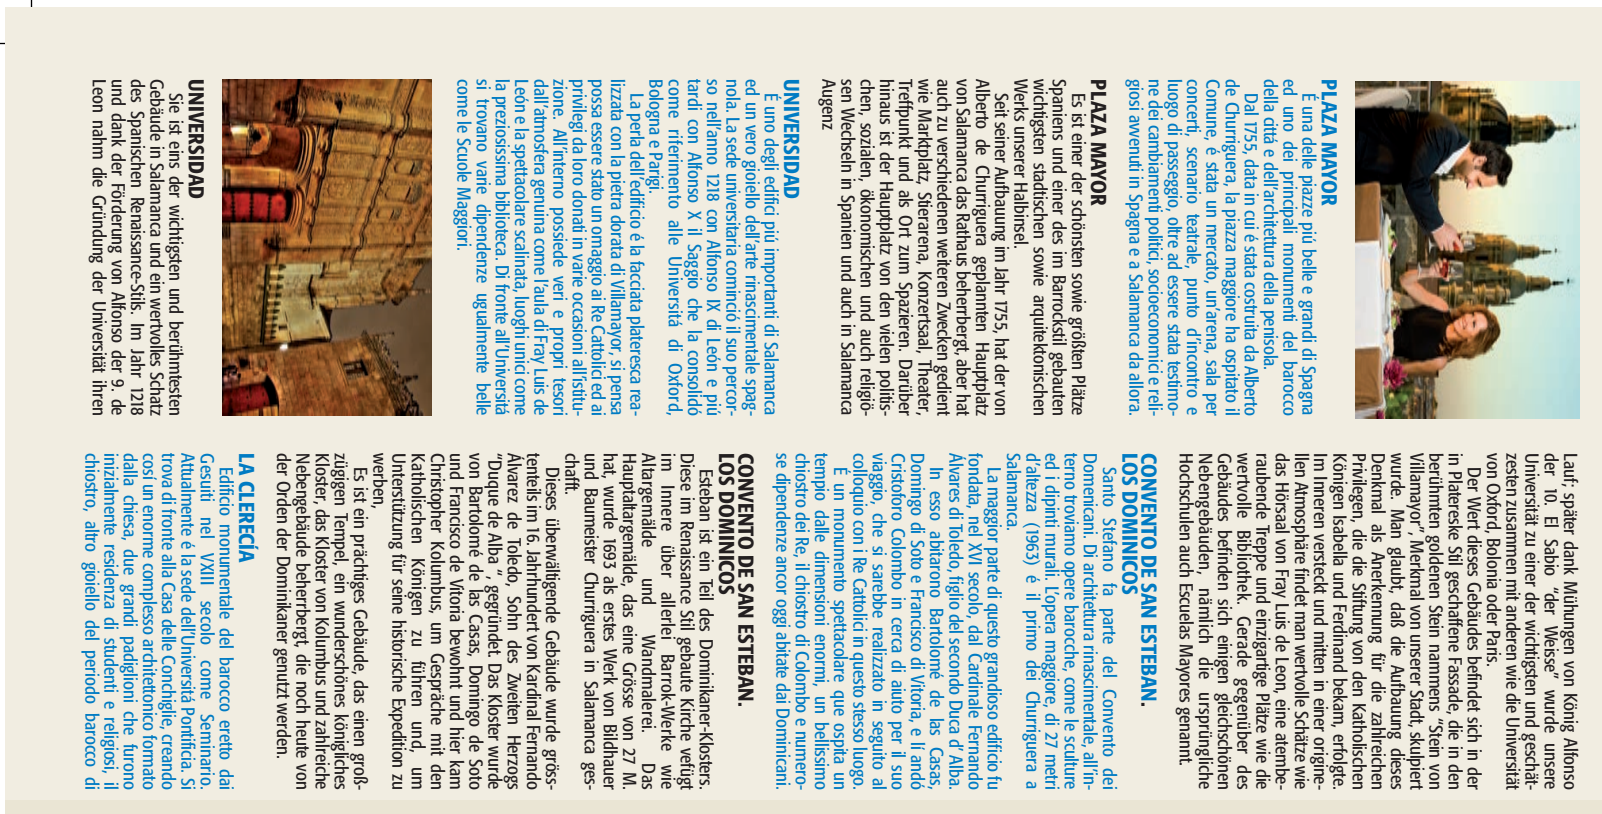 PLAZA MAYOR
É una delle piazze più belle e grandi di Spagna
ed uno dei principali monumenti del barocco
della città e dell'architettura della penisola.
Dal 1755, data in cui é stata costruita da Alberto
de Churriguera, la piazza maggiore ha ospitato il
Comune, é stata un mercato, un'arena, sala per
concerti, scenario teatrale, punto d'incontro e
luogo di passeggio, oltre ad essere stata testimo-
ne dei cambiamenti politici, socioeconomici e reli-
giosi avvenuti in Spagna e a Salamanca da allora.
PLAZA MAYOR
Es ist einer der schönsten sowie größten Plätze
Spaniens und einer des im Barrockstil gebauten
wichtigsten stadtischen sowie arquitektonischen
Werks unserer Halbinsel.
Seit seiner Aufbauung im Jahr 1755, hat der von
Alberto de Churriguera geplannten Hauptplatz
von Salamanca das Rathaus beherrbergt, aber hat
auch zu verschiedenen weiteren Zwecken gedient
wie Marktplatz, Stierarena, Konzertsaal, Theater,
Treffpunkt und als Ort zum Spazieren. Darüber
hinaus ist der Hauptplatz von den vielen politis-
chen, sozialen, ökonomischen und auch religiö-
sen Wechseln in Spanien und auch in Salamanca
Augenz
UNIVERSIDAD
É uno degli edifici più importanti di Salamanca
ed un vero gioiello dell'arte rinascimentale spag-
nola. La sede universitaria cominció il suo percor-
so nell'anno 1218 con Alfonso IX di León e piú
tardi con Alfonso X il Saggio che la consolidó
come riferimento alle Universitá di Oxford,
Bologna e Parigi.
La perla dell'edificio é la facciata plateresca rea-
lizzata con la pietra dorata di Villamayor, si pensa
possa essere stato un omaggio ai Re Cattolici ed ai
privilegi da loro donati in varie occasioni all'istitu-
zione. All'interno possiede veri e propri tesori
dall'atmosfera genuina come l'aula di Fray Luis de
León e la spettacolare scalinata, luoghi unici come
la preziosissima biblioteca. Di fronte all'Universitá
si trovano varie dipendenze ugualmente belle
come le Scuole Maggiori.
UNIVERSIDAD
Sie ist eins der wichtigsten und berühmtesten
Gebäude in Salamanca und ein wertvolles Schatz
des Spanischen Renaissance-Stils. Im Jahr 1218
und dank der Förderung von Alfonso der 9. de
Leon nahm die Gründung der Universität ihren
Lauf; später dank Mühungen von König Alfonso
der 10. El Sabio “der Weisse” wurde unsere
Universität zu einer der wichtigsten und geschät-
zesten zusammen mit anderen wie die Universität
von Oxford, Bolonia oder Paris.
Der Wert dieses Gebäudes befindet sich in der
in Platereske Stil geschaffene Fassade, die in den
berühmten goldenen Stein nammens “Stein von
Villamayor”, Merkmal von unserer Stadt, skulpiert
wurde. Man glaubt, daß die Aufbauung dieses
Denkmal als Anerkennung für die zahlreichen
Privilegen, die die Stiftung von den Katholischen
Königen Isabella und Ferdinand bekam, erfolgte.
Im Inneren versteckt und mitten in einer origine-
llen Atmosphäre findet man wertvolle Schätze wie
das Hörsaal von Fray Luis de Leon, eine atembe-
raubende Treppe und einzigartige Plätze wie die
wertvolle Bibliothek. Gerade gegenüber des
Gebäudes befinden sich einigen gleichschönen
Nebengebäuden, nämlich die ursprüngliche
Hochschulen auch Escuelas Mayores genannt.
CONVENTO DE SAN ESTEBAN.
LOS DOMINICOS
Santo Stefano fa parte del Convento dei
Domenicani. Di architettura rinascimentale, all'in-
terno troviamo opere barocche, come le sculture
ed i dipinti murali. L'opera maggiore, di 27 metri
d'altezza (1963) é il primo dei Churriguera a
Salamanca.
La maggior parte di questo grandioso edificio fu
fondata, nel XVI secolo, dal Cardinale Fernando
Álvares di Toledo, figlio del secondo Duca d' Alba.
In esso abitarono Bartolomé de las Casas,
Domingo di Soto e Francisco di Vitoria, e lí andó
Cristoforo Colombo in cerca di aiuto per il suo
viaggio, che si sarebbe realizzato in seguito al
colloquio con i Re Cattolici in questo stesso luogo.
É un monumento spettacolare que ospita un
tempio dalle dimensioni enormi, un bellissimo
chiostro dei Re, il chiostro di Colombo e numero-
se dipendenze ancor oggi abitate dai Dominicani.
CONVENTO DE SAN ESTEBAN.
LOS DOMINICOS
Esteban ist ein Teil des Dominikaner-Klosters.
Diese im Renaissance Stil gebaute Kirche vefügt
im Innere über allerlei Barrok-Werke wie
Altargemälde und Wandmalerei. Das
Hauptaltargemälde, das eine Grösse von 27 M.
hat, wurde 1693 als erstes Werk von Bildhauer
und Baumeister Churriguera in Salamanca ges-
chafft.
Dieses überwältigende Gebäude wurde gröss-
tenteils im 16. Jahrhundert von Kardinal Fernando
Álvarez de Toledo, Sohn des Zweiten Herzogs
“Duque de Alba “, gegründet. Das Kloster wurde
von Bartolomé de las Casas, Domingo de Soto
und Francisco de Vitoria bewohnt und hier kam
Christopher Kolumbus, um Gespräche mit den
Katholischen Königen zu führen und, um
Unterstützung für seine historische Expedition zu
werben,
Es ist ein prächtiges Gebäude, das einen groß-
zügigen Tempel, ein wunderschönes königliches
Kloster, das Kloster von Kolumbus und zahlreiche
Nebengebäude beherrbergt, die noch heute von
der Orden der Dominikaner genutzt werden.
LA CLERECÍA
Edificio monumentale del barocco eretto dai
Gesuiti nel VXII secolo come Seminario.
Attualmente é la sede dell'Universitá Pontificia. Si
trova di fronte alla Casa delle Conchiglie, creando
cosí un enorme complesso architettonico formato
dalla chiesa, due grandi padiglioni che furono
inizialmente residenza di studenti e religiosi, il
chiostro, altro gioiello del periodo barocco di